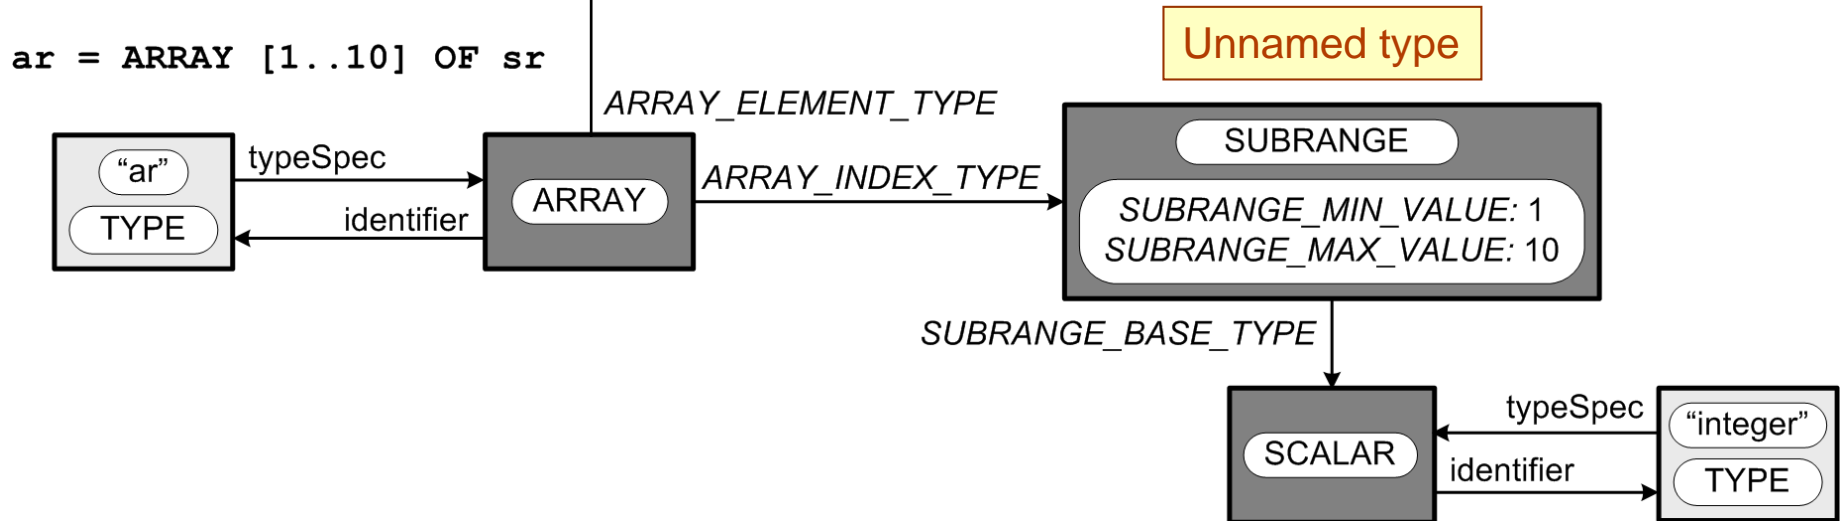 Unnamed type
ar = ARRAY [1..10] OF sr
ARRAY_ELEMENT_TYPE
“ar”
TYPE
typeSpec
identifier
ARRAY
ARRAY_INDEX_TYPE
SUBRANGE
SUBRANGE_MIN_VALUE: 1
SUBRANGE_MAX_VALUE: 10
SUBRANGE_BASE_TYPE
SCALAR
typeSpec
identifier
“integer”
TYPE